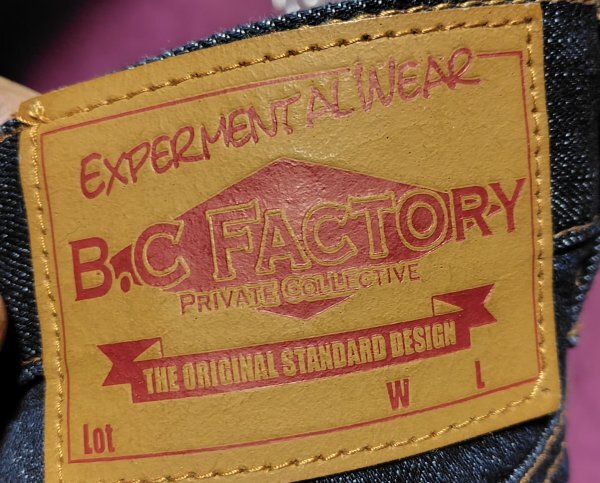 EXPERMENTAL WEAR
B.C FACTORY
PRIVATE COLLECTIVE
THE ORIGINAL STANDARD DESIGN
Lot W L